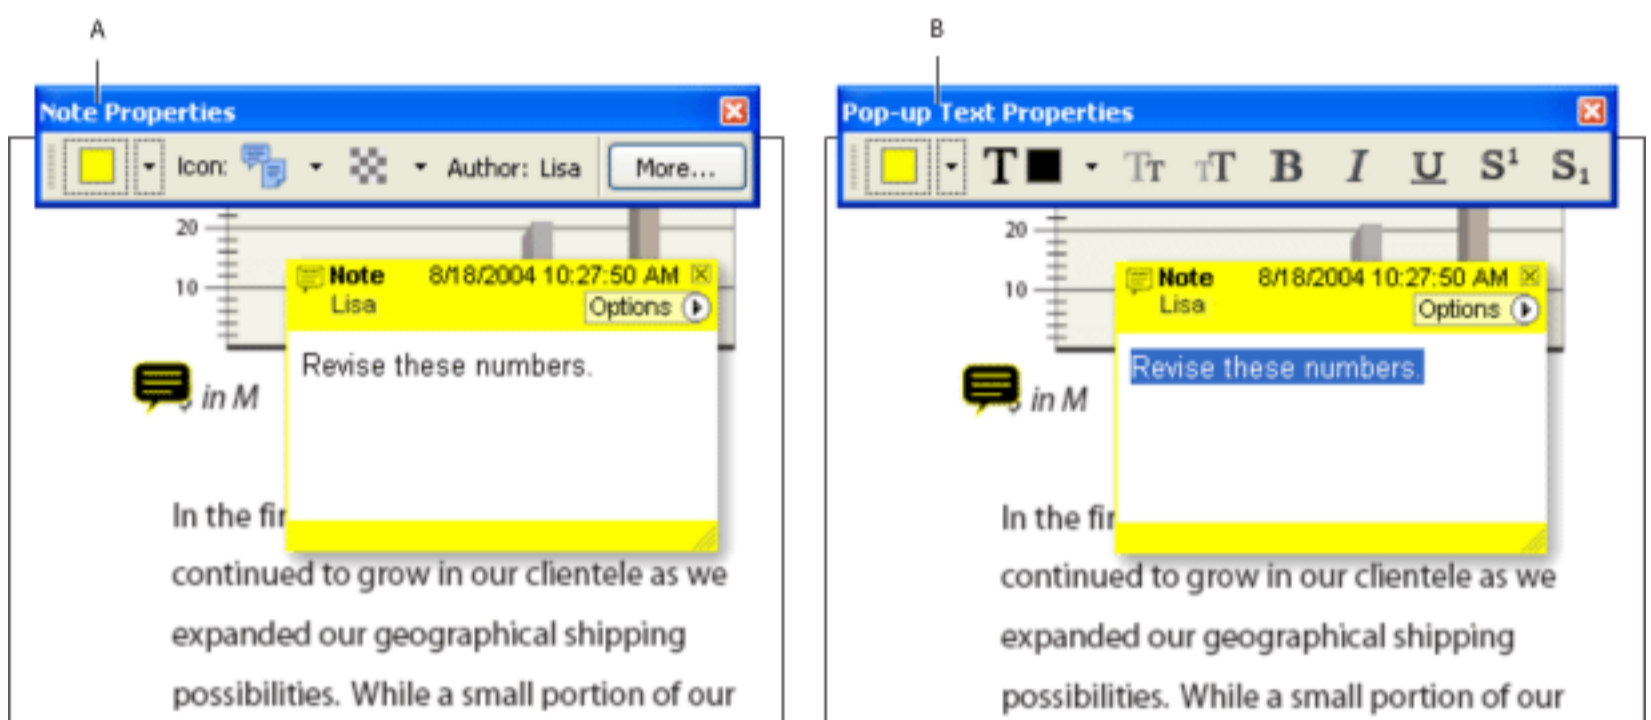 A
Note Properties
Icon: Author: Lisa More...
20
10
Note 8/18/2004 10:27:50 AM
Lisa Options
Revise these numbers.
in M
In the fir
continued to grow in our clientele as we
expanded our geographical shipping
possibilities. While a small portion of our
B
Pop-up Text Properties
T TT TT B I U S¹ S₁
20
10
Note 8/18/2004 10:27:50 AM
Lisa Options
Revise these numbers.
in M
In the fir
continued to grow in our clientele as we
expanded our geographical shipping
possibilities. While a small portion of our